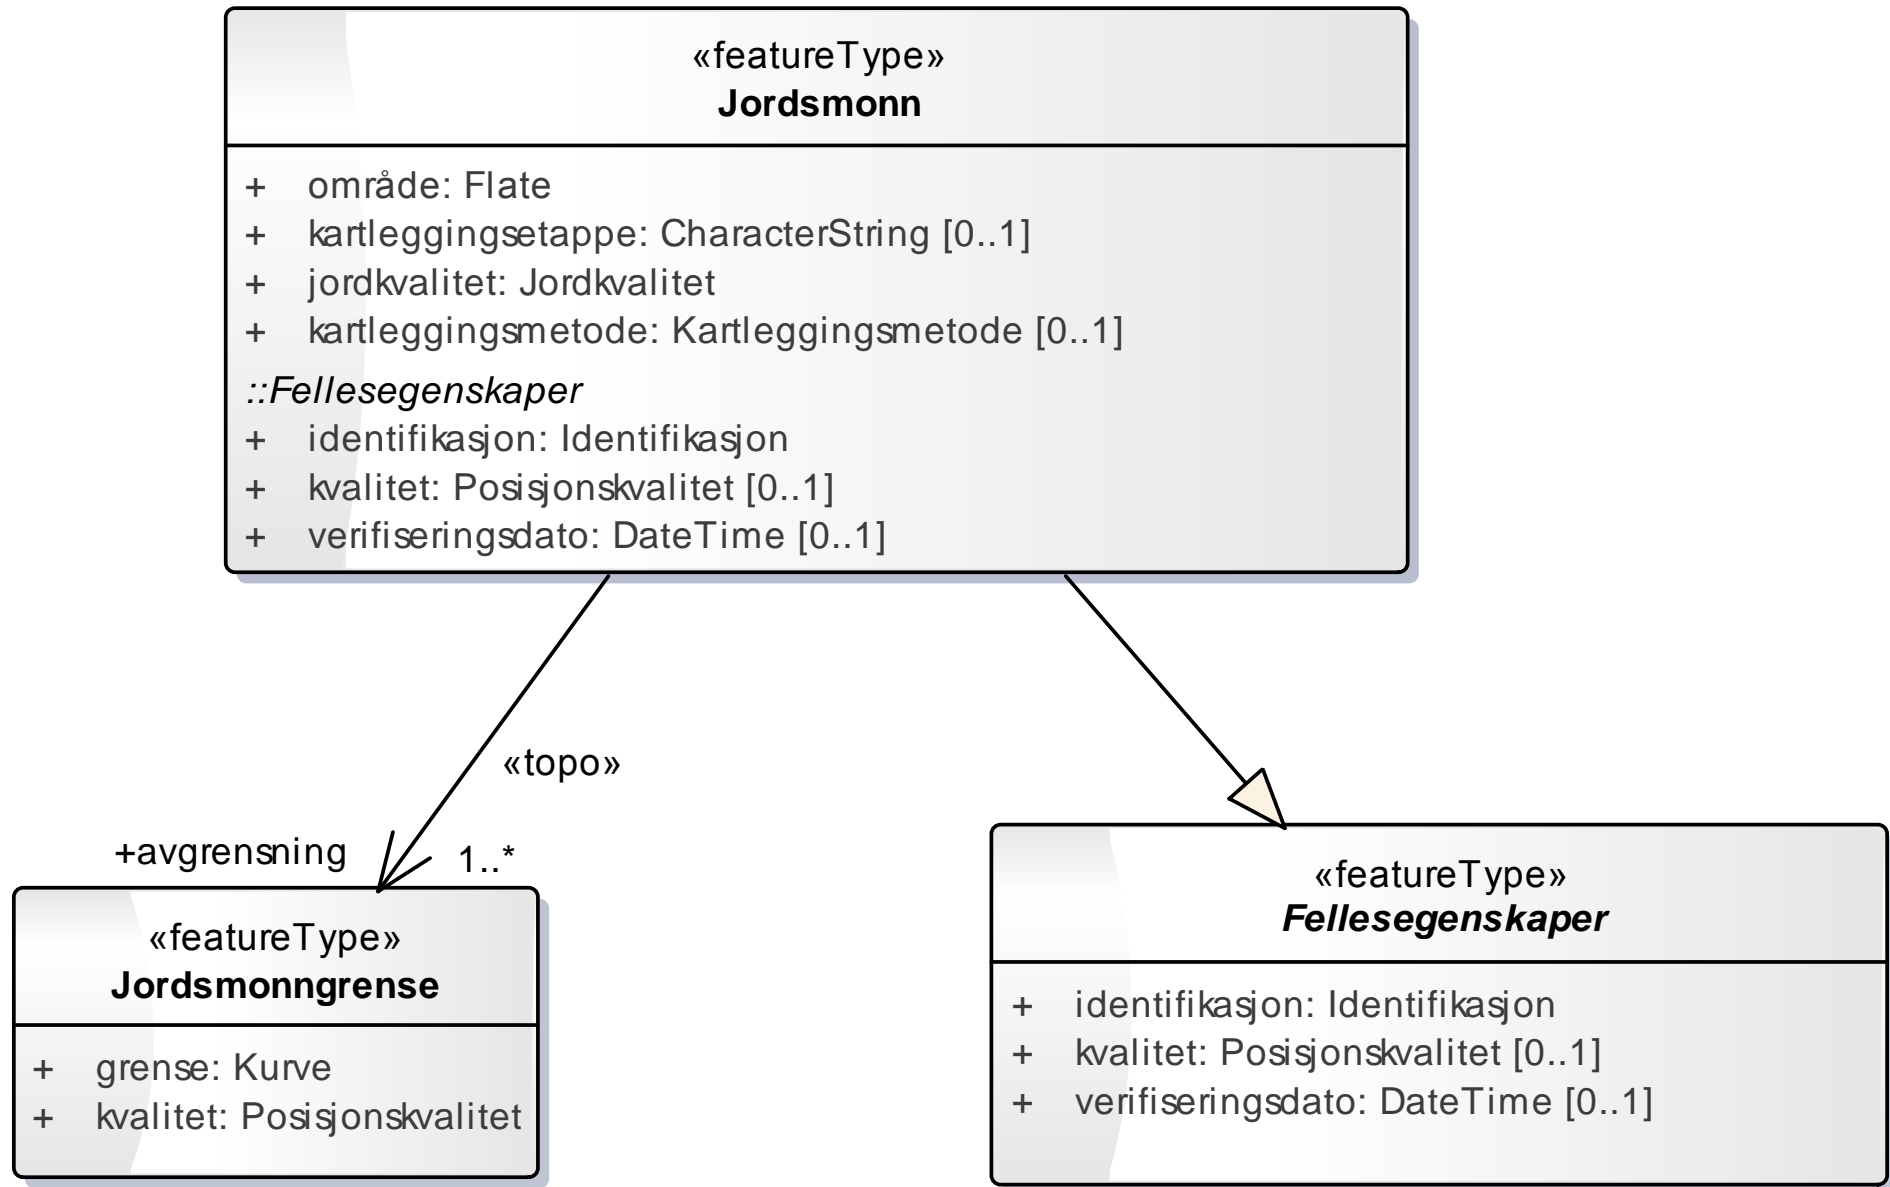 «featureType»
Jordsmonn
+ område: Flate
+ kartleggingsetappe: CharacterString [0..1]
+ jordkvalitet: Jordkvalitet
+ kartleggingsmetode: Kartleggingsmetode [0..1]
::Fellesegenskaper
+ identifikasjon: Identifikasjon
+ kvalitet: Posisjonskvalitet [0..1]
+ verifiseringsdato: DateTime [0..1]
«topo»
+avgrensning
1..*
«featureType»
Jordsmonngrense
+ grense: Kurve
+ kvalitet: Posisjonskvalitet
«featureType»
Fellesegenskaper
+ identifikasjon: Identifikasjon
+ kvalitet: Posisjonskvalitet [0..1]
+ verifiseringsdato: DateTime [0..1]